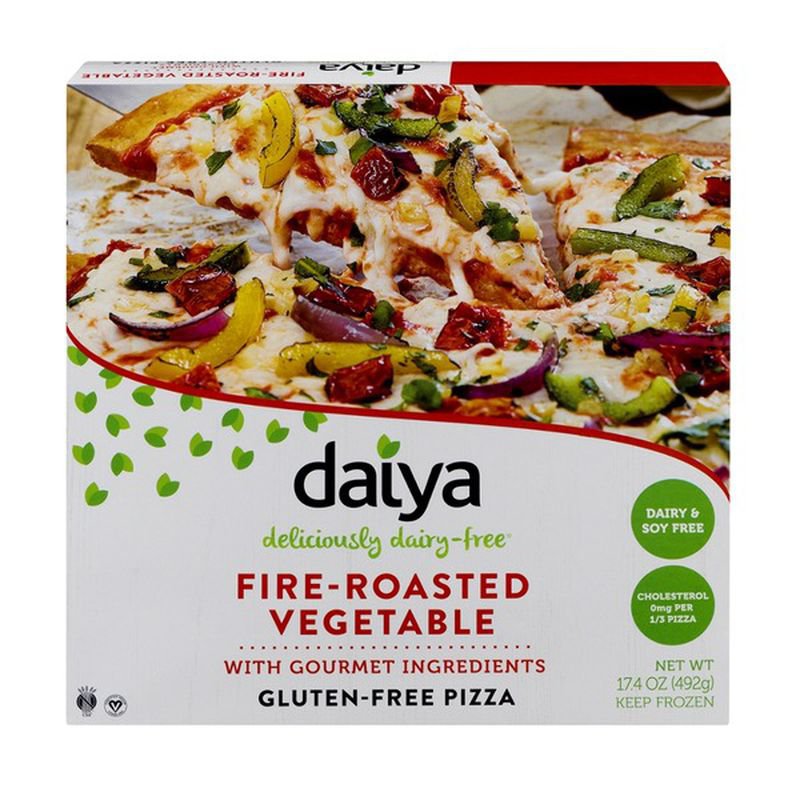 FIRE-ROASTED VEGETABLE
daiya
daiya
deliciously dairy-free
FIRE-ROASTED
VEGETABLE
WITH GOURMET INGREDIENTS
GLUTEN-FREE PIZZA
DAIRY &
SOY FREE
CHOLESTEROL
0mg PER
1/3 PIZZA
NET WT
17.4 OZ (492g)
KEEP FROZEN